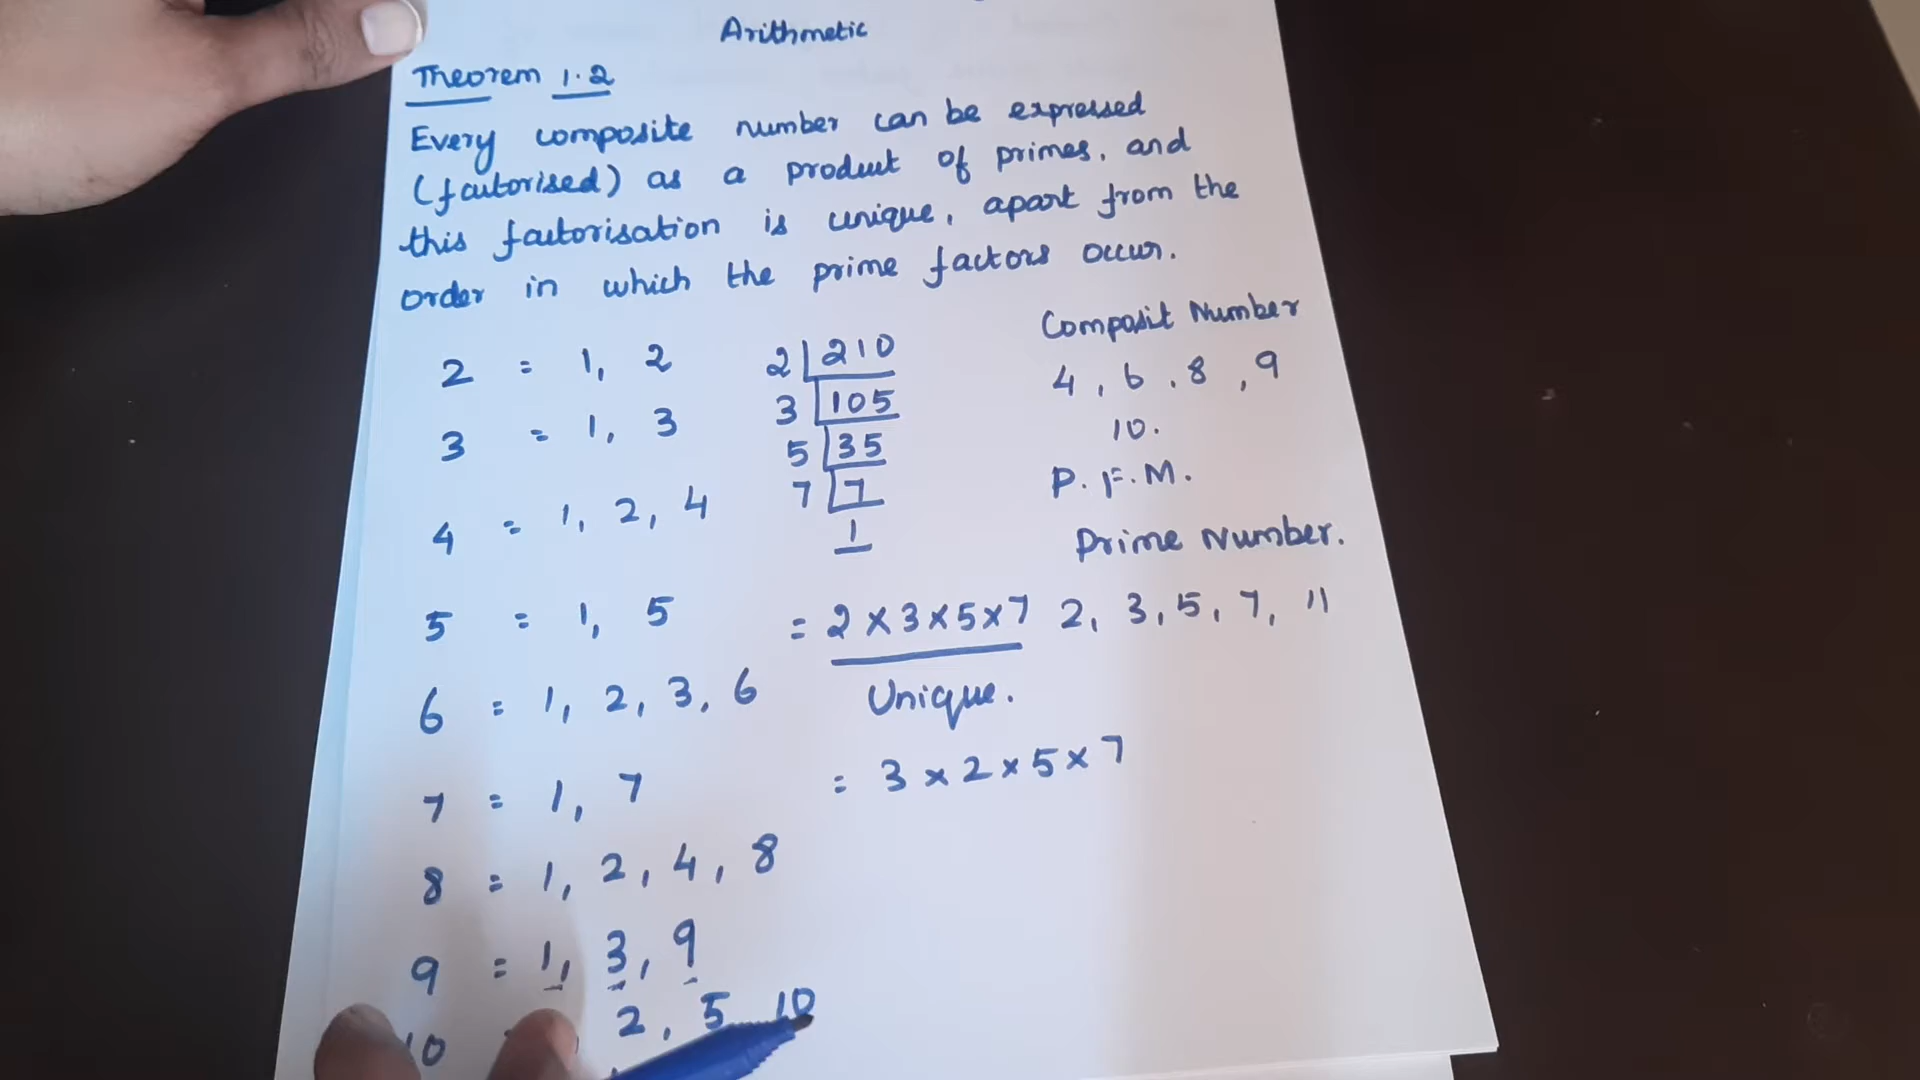 Arithmetic
Theorem 1.2
Every composite number can be expressed
(factorised) as a product of primes, and
this factorisation is unique, apart from the
order in which the prime factors occur.
2 = 1, 2
3 = 1, 3
4 = 1, 2, 4
5 = 1, 5
6 = 1, 2, 3, 6
7 = 1, 7
8 = 1, 2, 4, 8
9 = 1, 3, 9
10 2, 5 10
2 210
3 105
5 35
7 7
1
= 2 × 3 × 5 × 7
Unique.
= 3 × 2 × 5 × 7
Composit Number
4, 6, 8, 9
10.
P.F.M.
Prime Number.
2, 3, 5, 7, 11